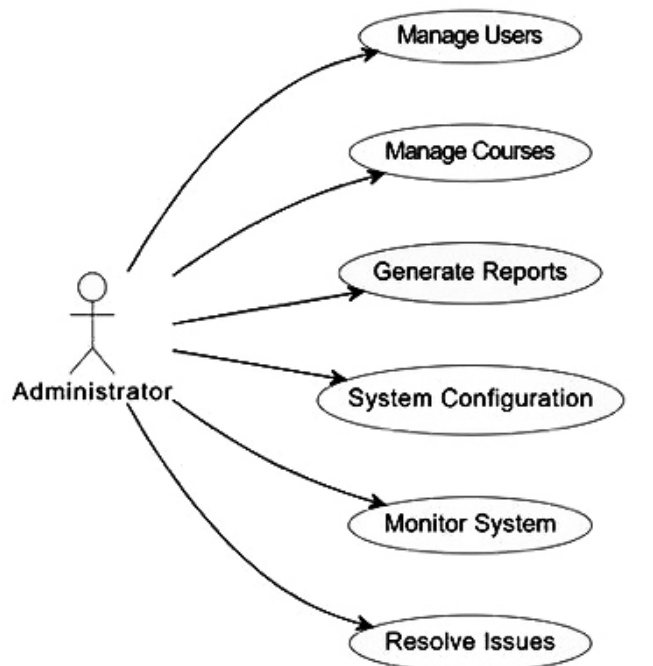 Manage Users
Manage Courses
Generate Reports
Administrator
System Configuration
Monitor System
Resolve Issues